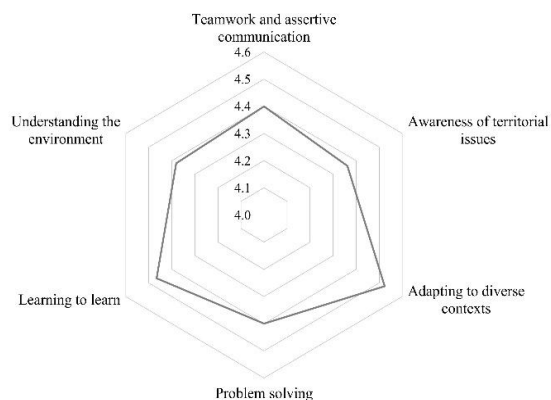 Teamwork and assertive
communication
4.6
4.5
4.4
4.3
4.2
4.1
4.0
Understanding the
environment
Awareness of territorial
issues
Learning to learn
Adapting to diverse
contexts
Problem solving